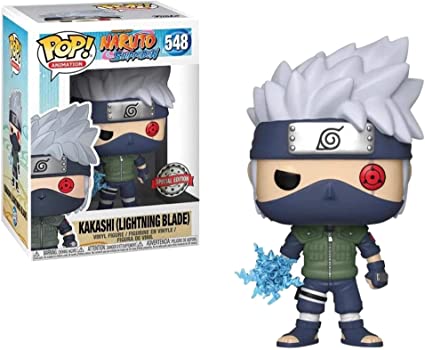 POP!
ANIMATION
NARUTO
Shippuden
548
SPECIAL EDITION
KAKASHI (LIGHTNING BLADE)
VINYL FIGURE / FIGURINE EN VINYLE /
FIGURA DE VINIL